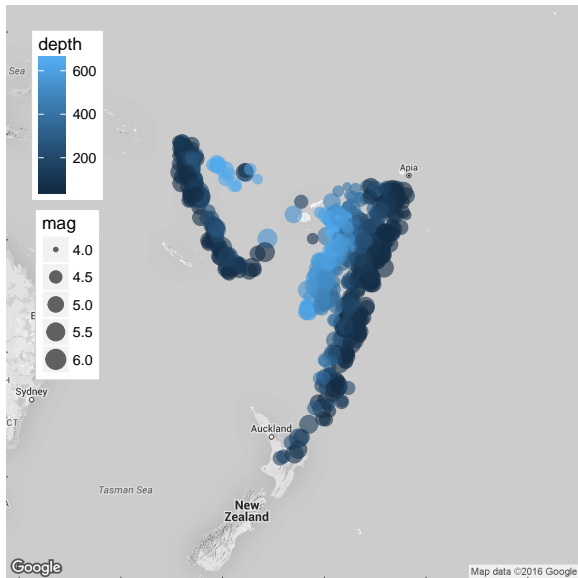 depth
600
400
200
mag
4.0
4.5
5.0
5.5
6.0
Sea
Apia
Sydney
CT
Auckland
Tasman Sea
New
Zealand
Google
Map data ©2016 Google